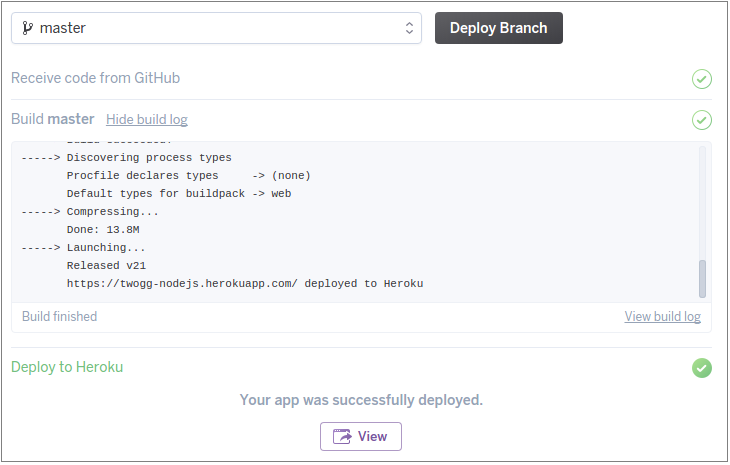 master
Deploy Branch
Receive code from GitHub
Build master Hide build log
-----> Discovering process types
Procfile declares types -> (none)
Default types for buildpack -> web
-----> Compressing...
Done: 13.8M
-----> Launching...
Released v21
https://twogg-nodejs.herokuapp.com/ deployed to Heroku
Build finished
View build log
Deploy to Heroku
Your app was successfully deployed.
View